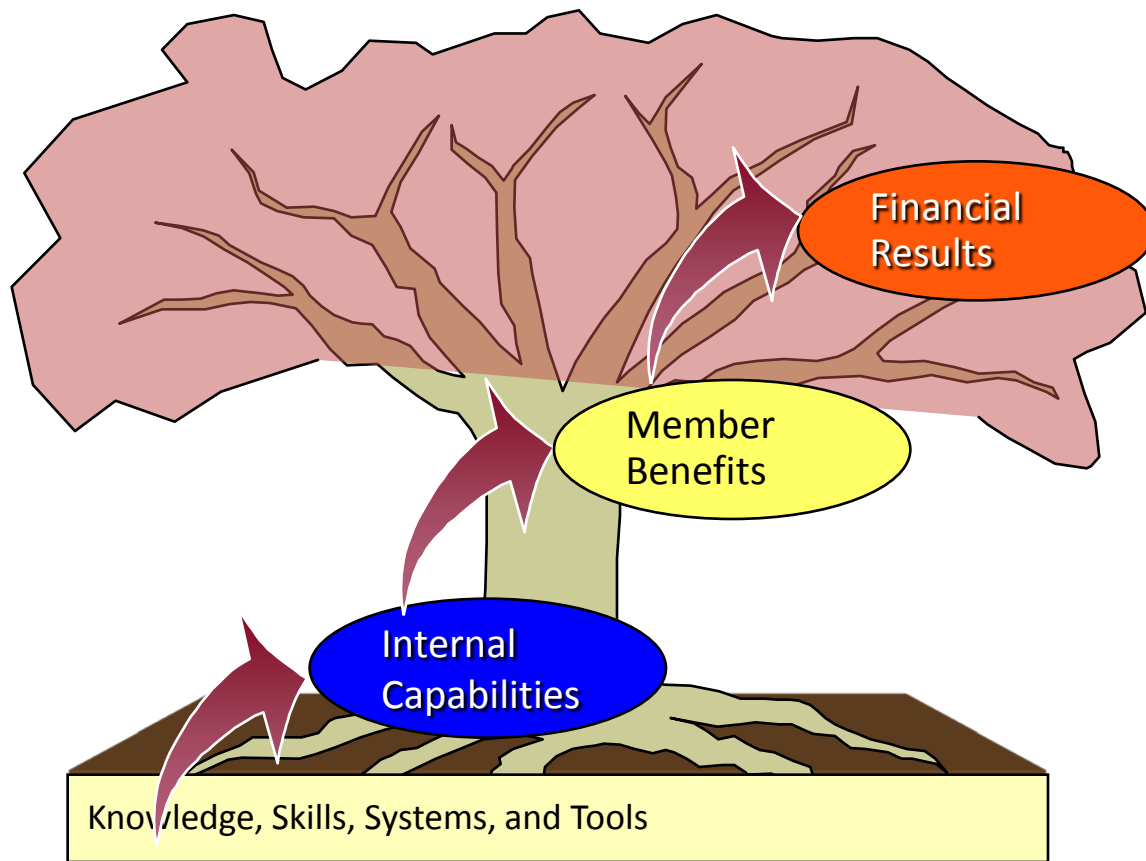 Financial
Results
Member
Benefits
Internal
Capabilities
Knowledge, Skills, Systems, and Tools